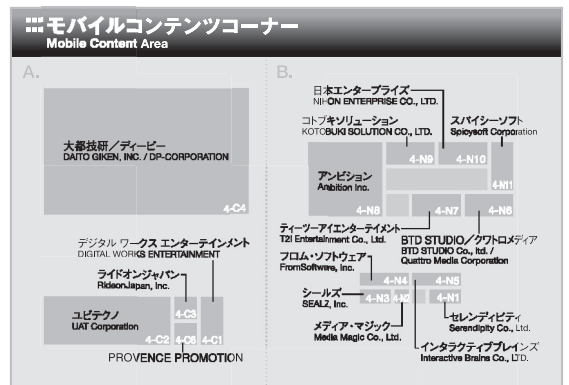 モバイルコンテンツコーナー
Mobile Content Area
A.
大都技研／ディーピー
DAITO GIKEN, INC. / DP-CORPORATION
4-C4
デジタル ワークス エンターテインメント
DIGITAL WORKS ENTERTAINMENT
ライドオンジャパン
RideonJapan, Inc.
ユビテクノ
UAT Corporation
4-C2
4-C3
4-C6
4-C1
PROVENCE PROMOTION
B.
日本エンタープライズ
NIHON ENTERPRISE CO., LTD.
コトブキソリューション
KOTOBUKI SOLUTION CO., LTD.
スパイシーソフト
Spicysoft Corporation
アンビション
Ambition Inc.
4-N8
4-N9
4-N10
4-N11
4-N7
4-N6
ティーツーアイエンターテイメント
T2i Entertainment Co., Ltd.
BTD STUDIO／クワトロメディア
BTD STUDIO Co., ltd. /
Quattro Media Corporation
フロム・ソフトウェア
FromSoftware, Inc.
4-N4
4-N5
シールズ
SEALZ, Inc.
4-N3
4-N2
4-N1
メディア・マジック
Media Magic Co., Ltd.
セレンディピティ
Serendipity Co., Ltd.
インタラクティブブレインズ
Interactive Brains Co., LTD.